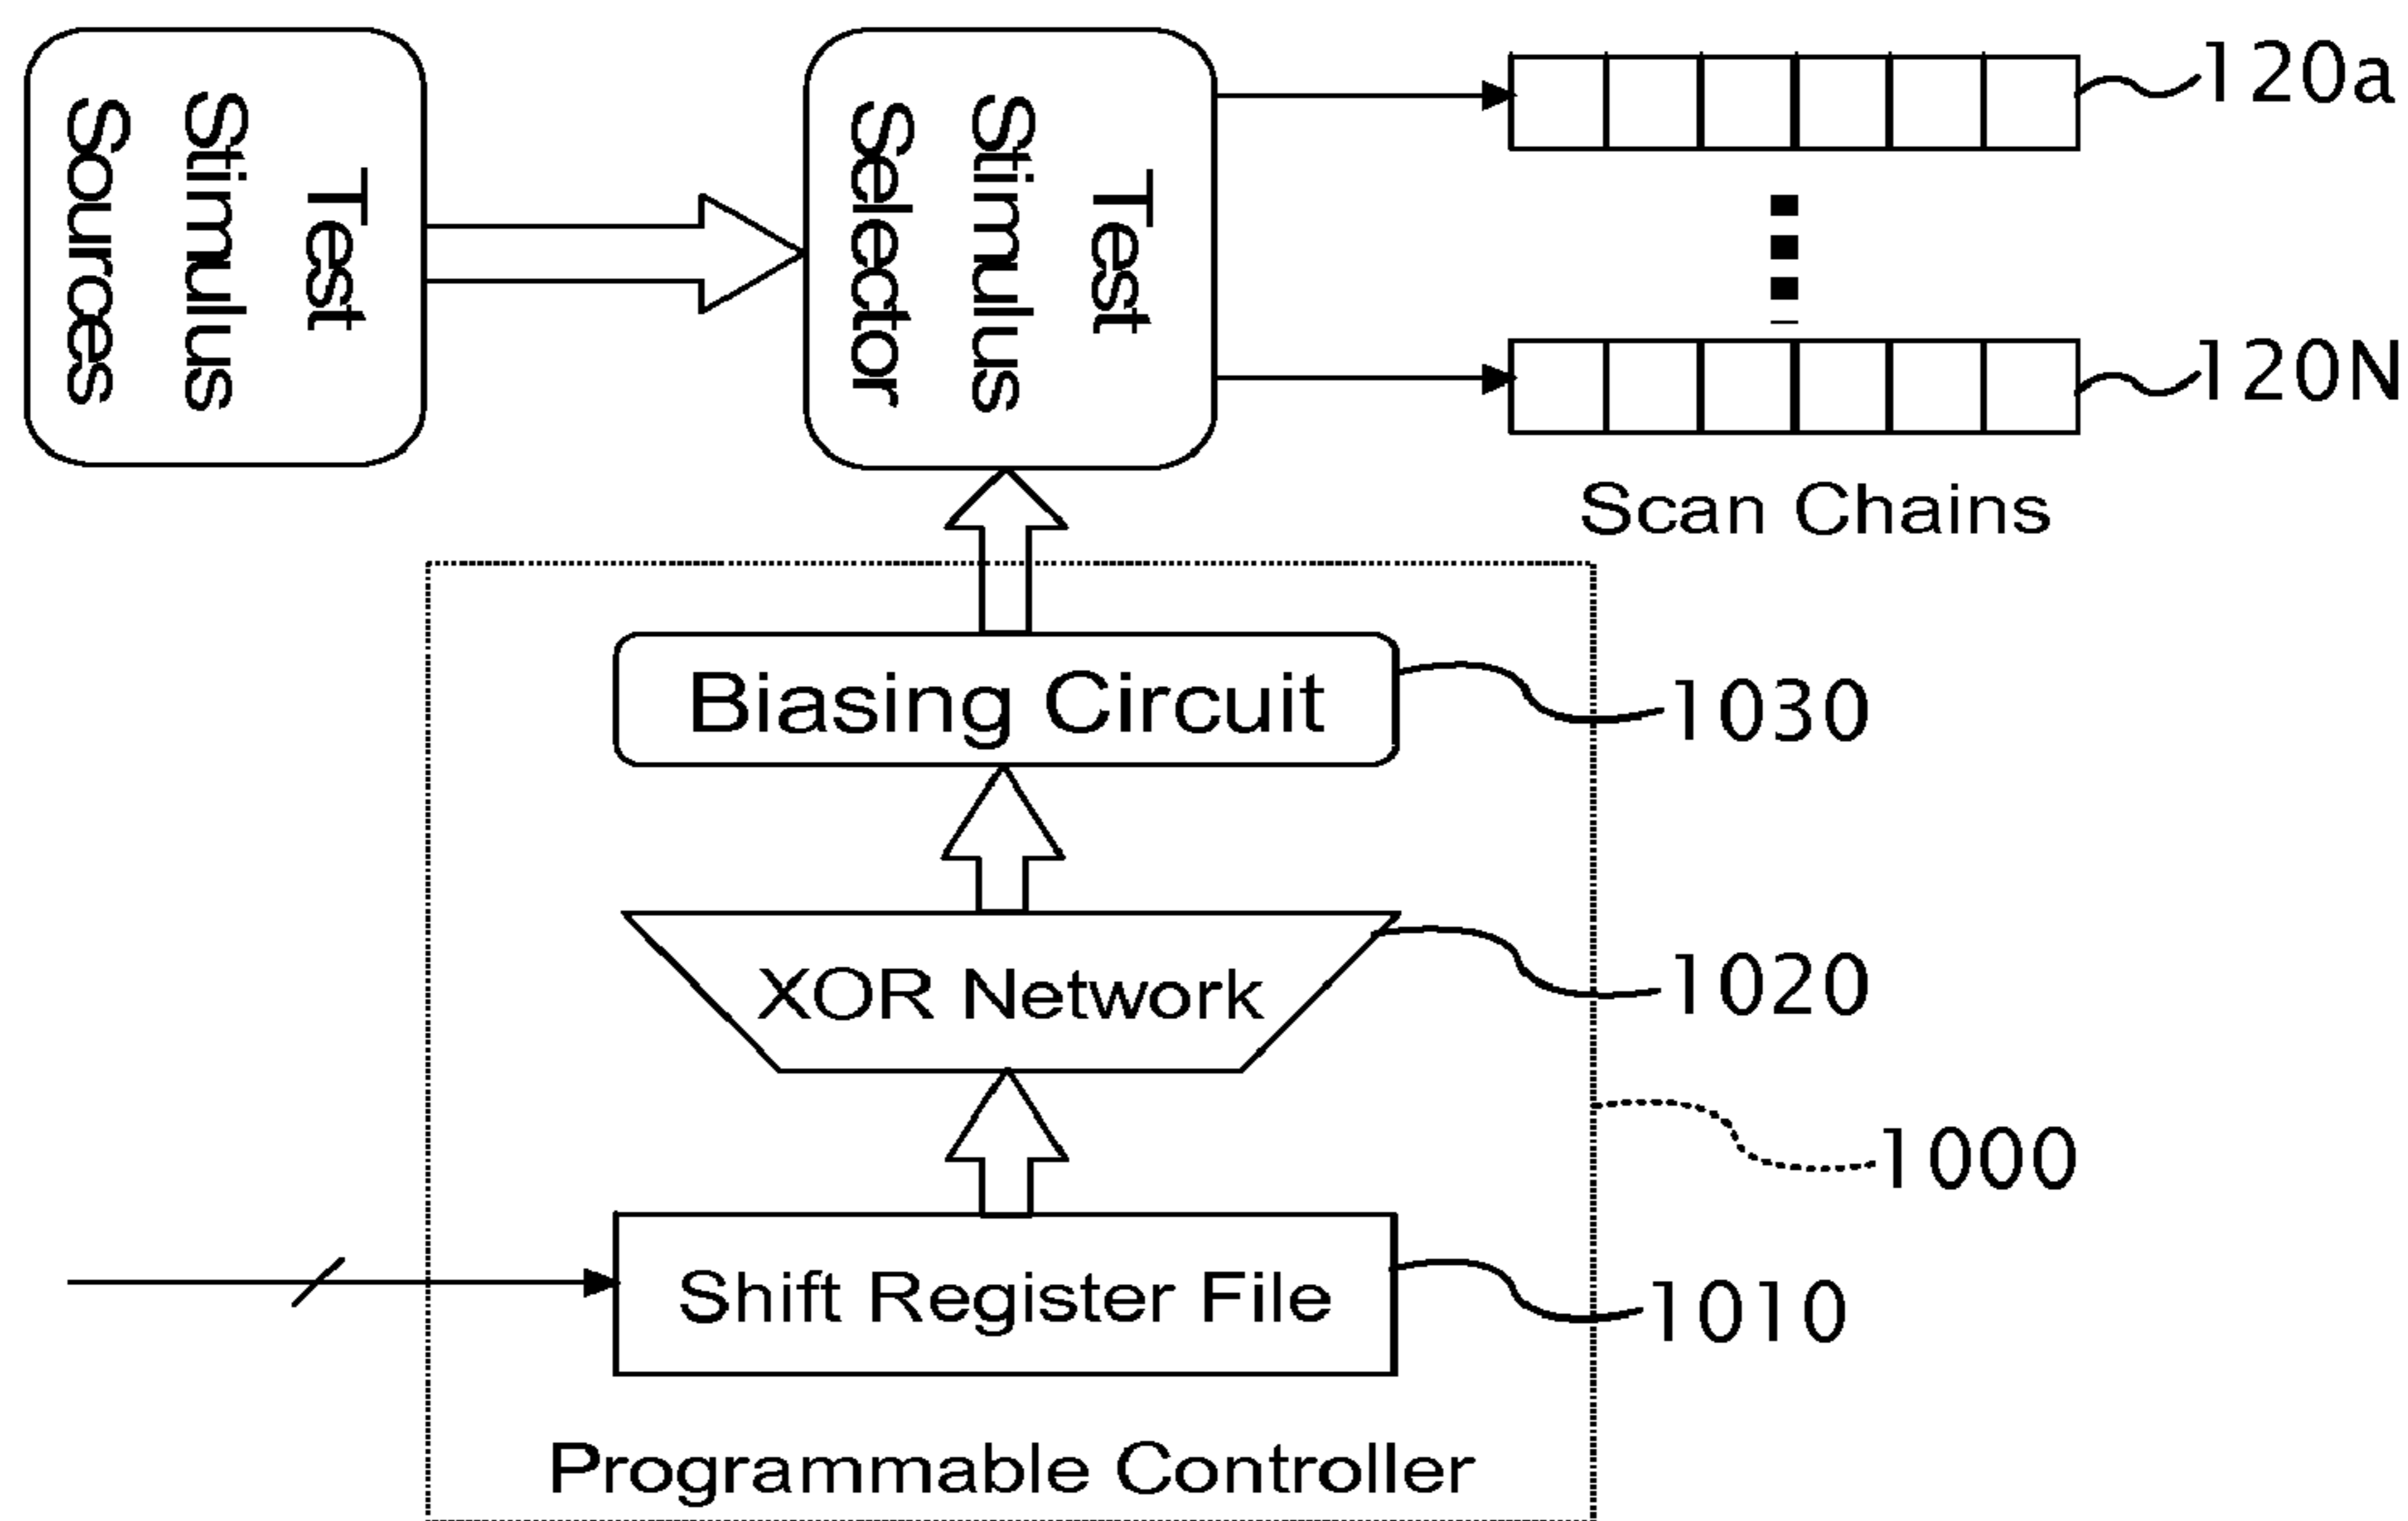 Test
Stimulus
Sources
Test
Stimulus
Selector
120a
120N
Scan Chains
Biasing Circuit
1030
XOR Network
1020
1000
Shift Register File
1010
Programmable Controller